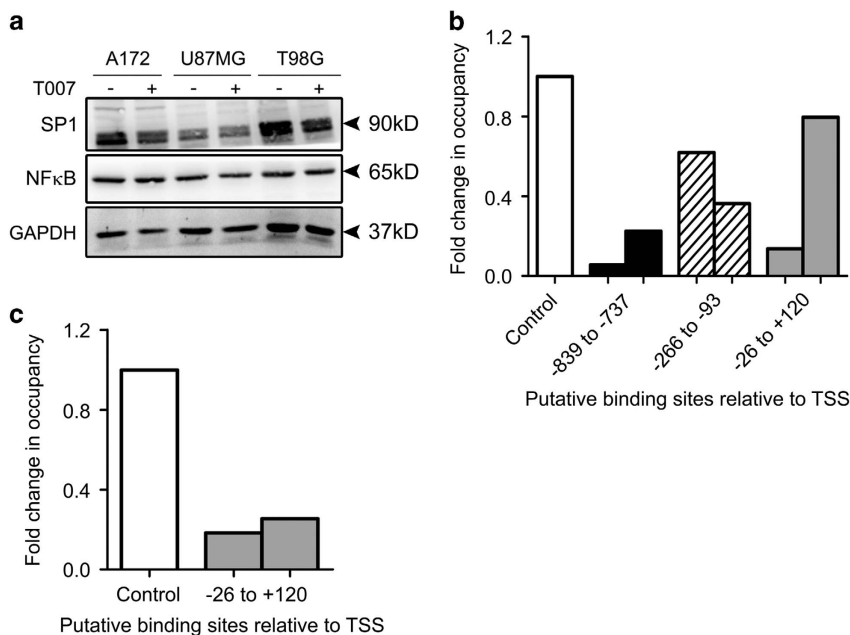 a
A172 U87MG T98G
T007 - + - + - +
SP1 90kD
NFκB 65kD
GAPDH 37kD
b
Fold change in occupancy
1.2
0.8
0.4
0.0
Control -839 to -737 -266 to -93 -26 to +120
Putative binding sites relative to TSS
c
Fold change in occupancy
1.2
0.8
0.4
0.0
Control -26 to +120
Putative binding sites relative to TSS